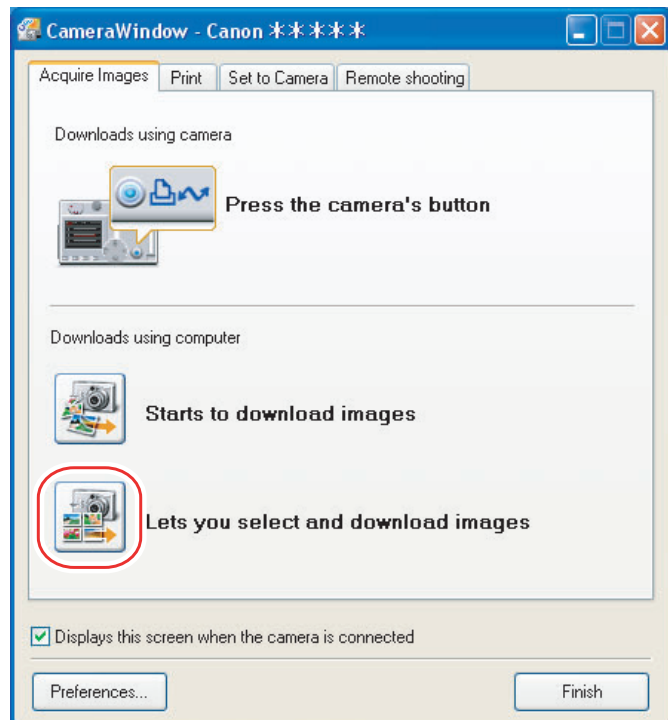 CameraWindow - Canon ＊＊＊＊＊
Acquire Images Print Set to Camera Remote shooting
Downloads using camera
Press the camera's button
Downloads using computer
Starts to download images
Lets you select and download images
Displays this screen when the camera is connected
Preferences... Finish